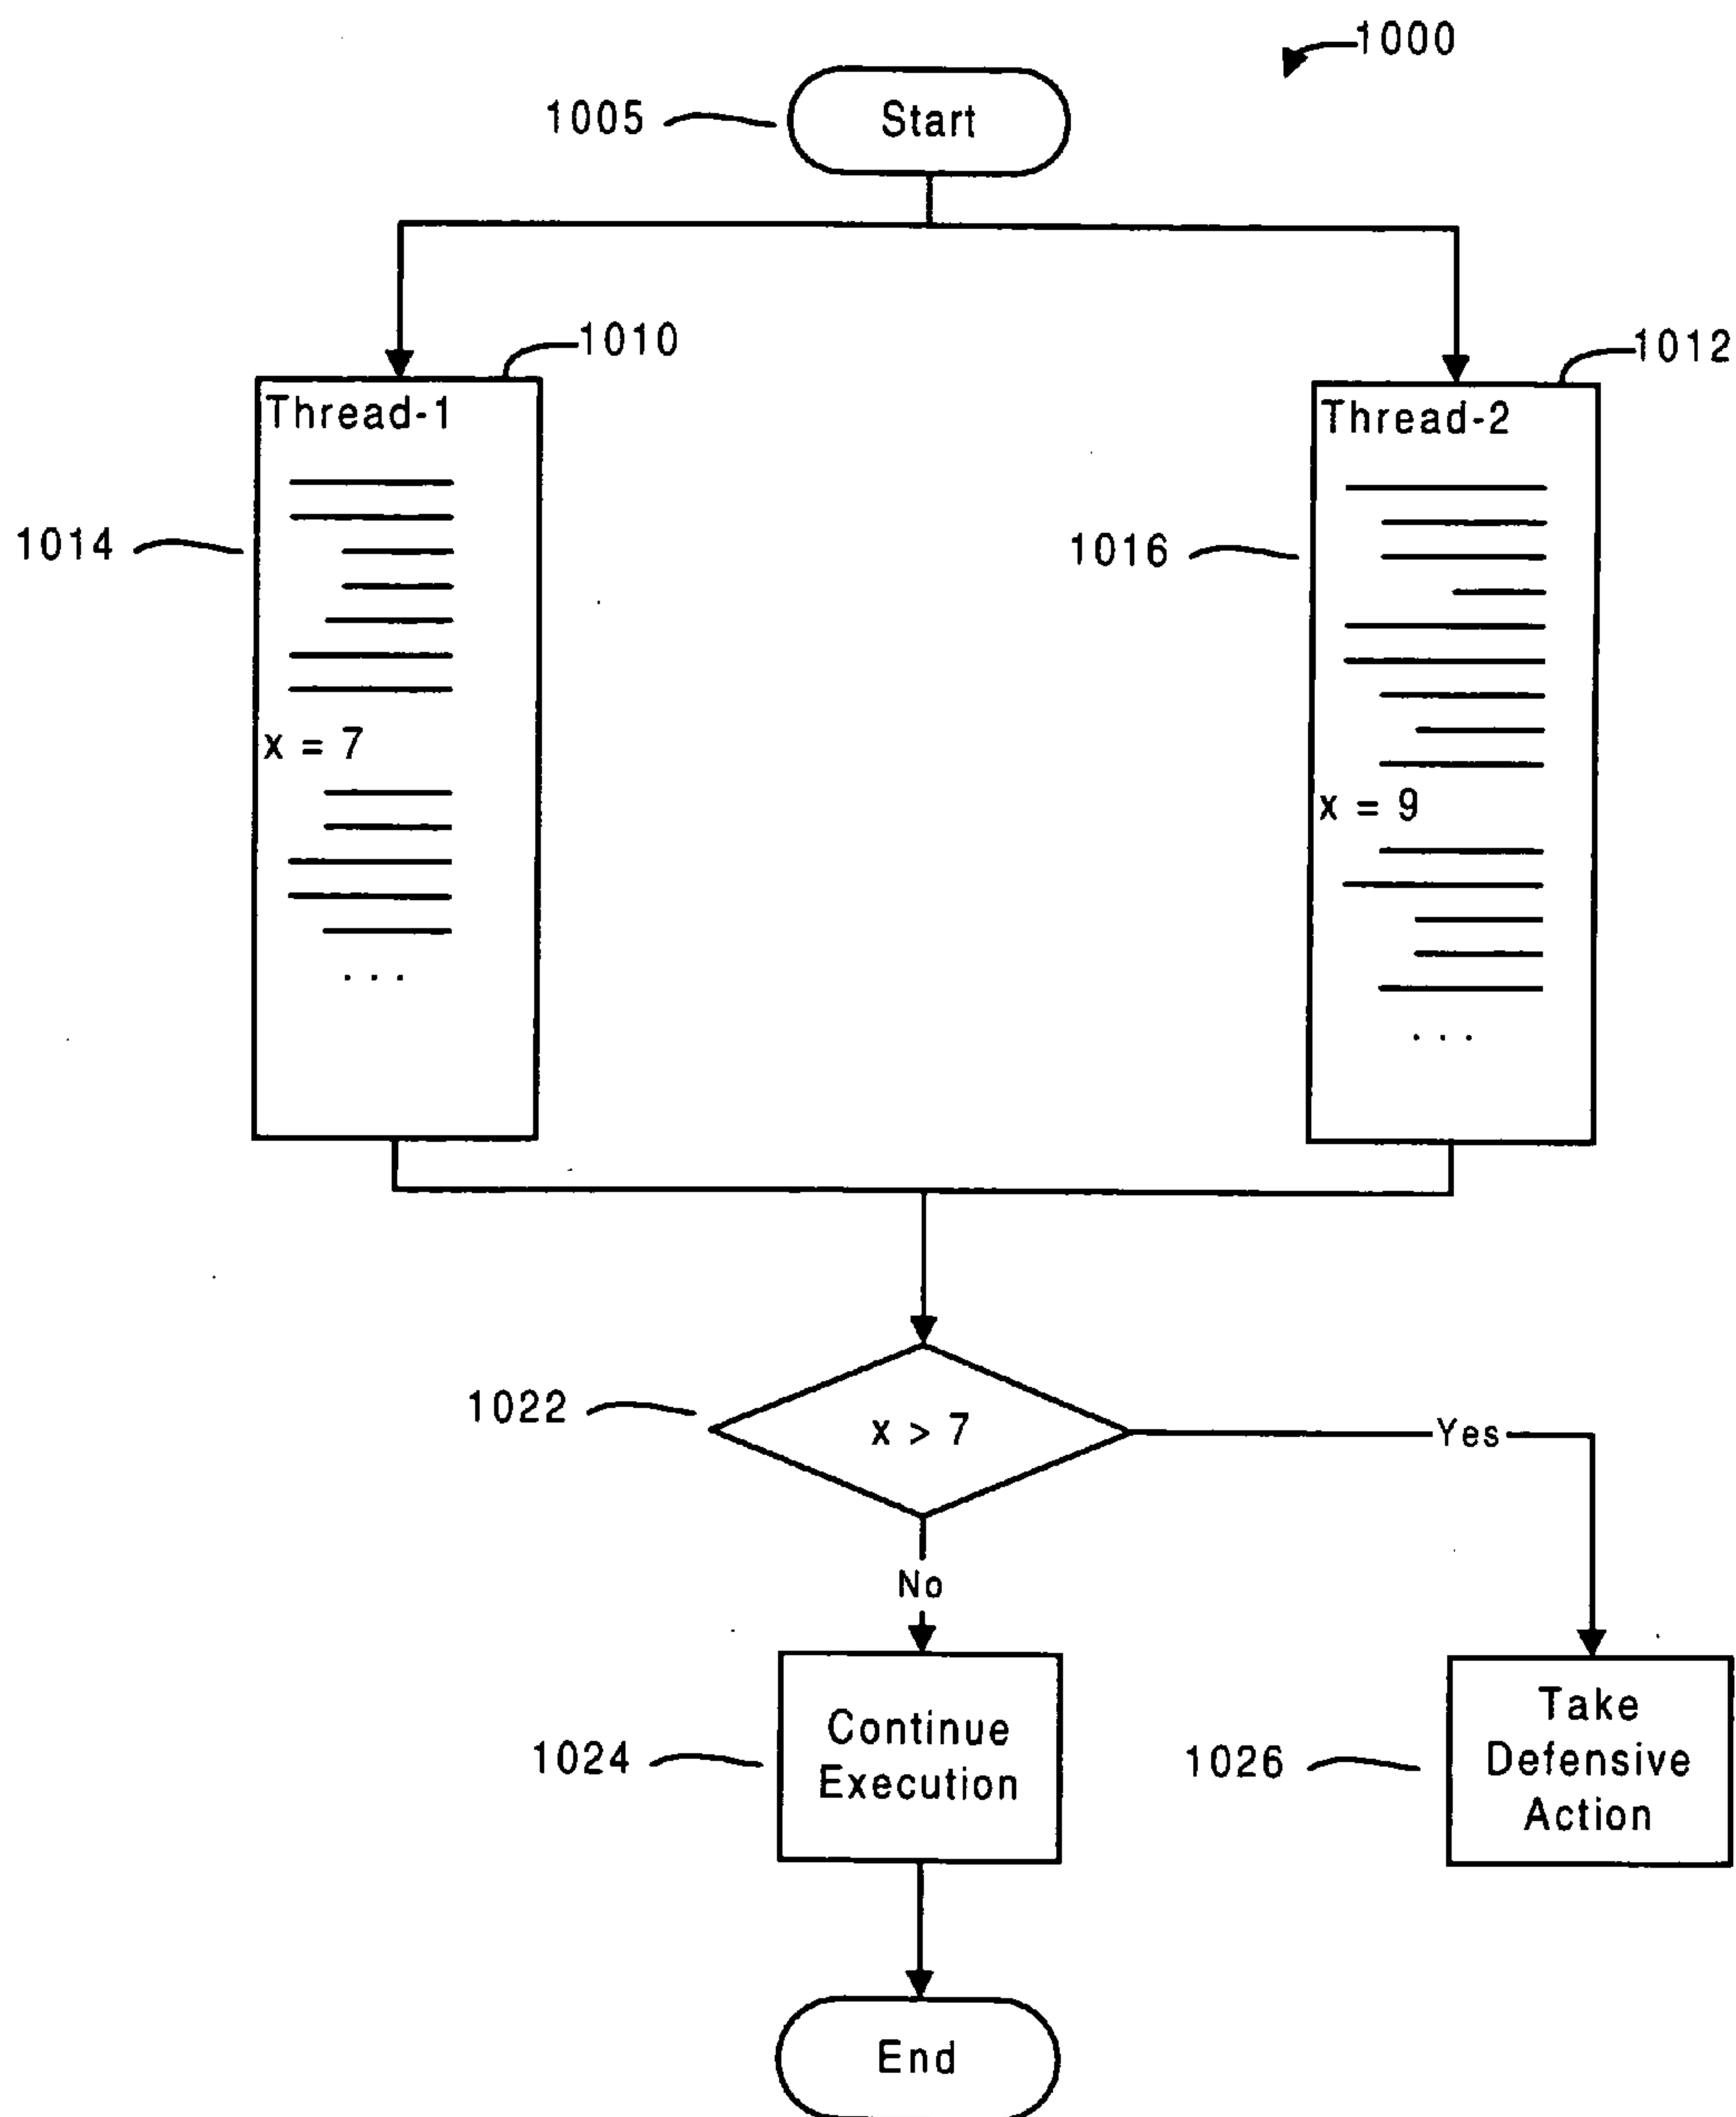 1000
1005
Start
1010
1012
Thread-1
Thread-2
1014
1016
x = 7
x = 9
. . .
. . .
1022
x > 7
Yes
No
Continue
Execution
1024
Take
Defensive
Action
1026
End